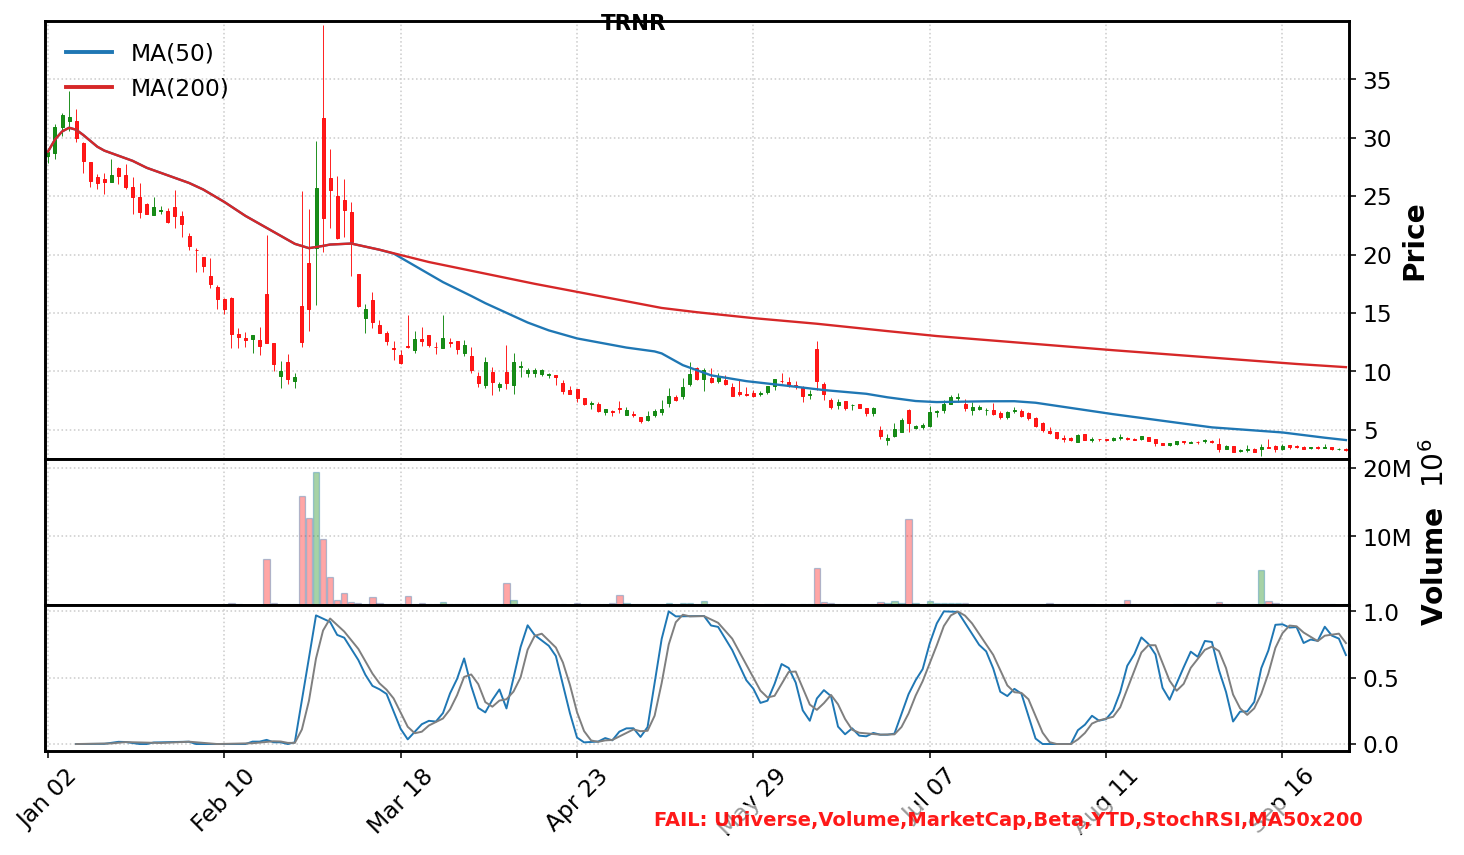 TRNR
MA(50)
MA(200)
35
30
25
20
15
10
5
Price
20M
10M
Volume 10^6
1.0
0.5
0.0
Jan 02
Feb 10
Mar 18
Apr 23
May 29
Jul 07
Aug 11
Sep 16
FAIL: Universe,Volume,MarketCap,Beta,YTD,StochRSI,MA50x200